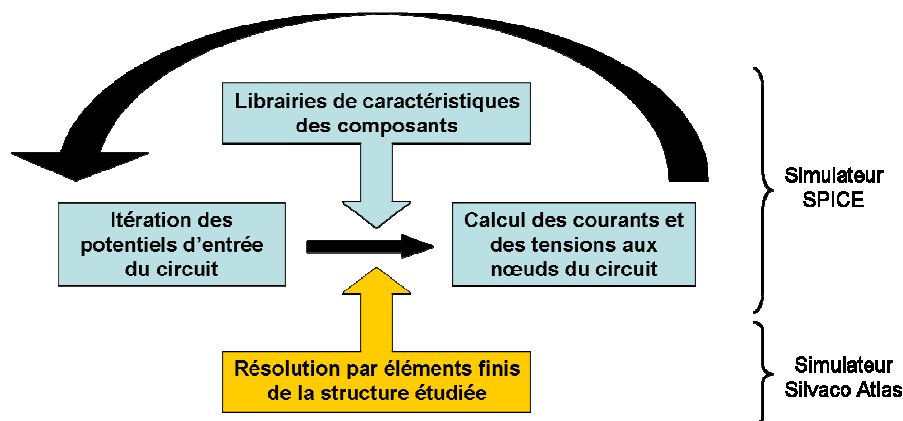 Librairies de caractéristiques
des composants
Itération des
potentiels d'entrée
du circuit
Calcul des courants et
des tensions aux
nœuds du circuit
Simulateur
SPICE
Résolution par éléments finis
de la structure étudiée
Simulateur
Silvaco Atlas